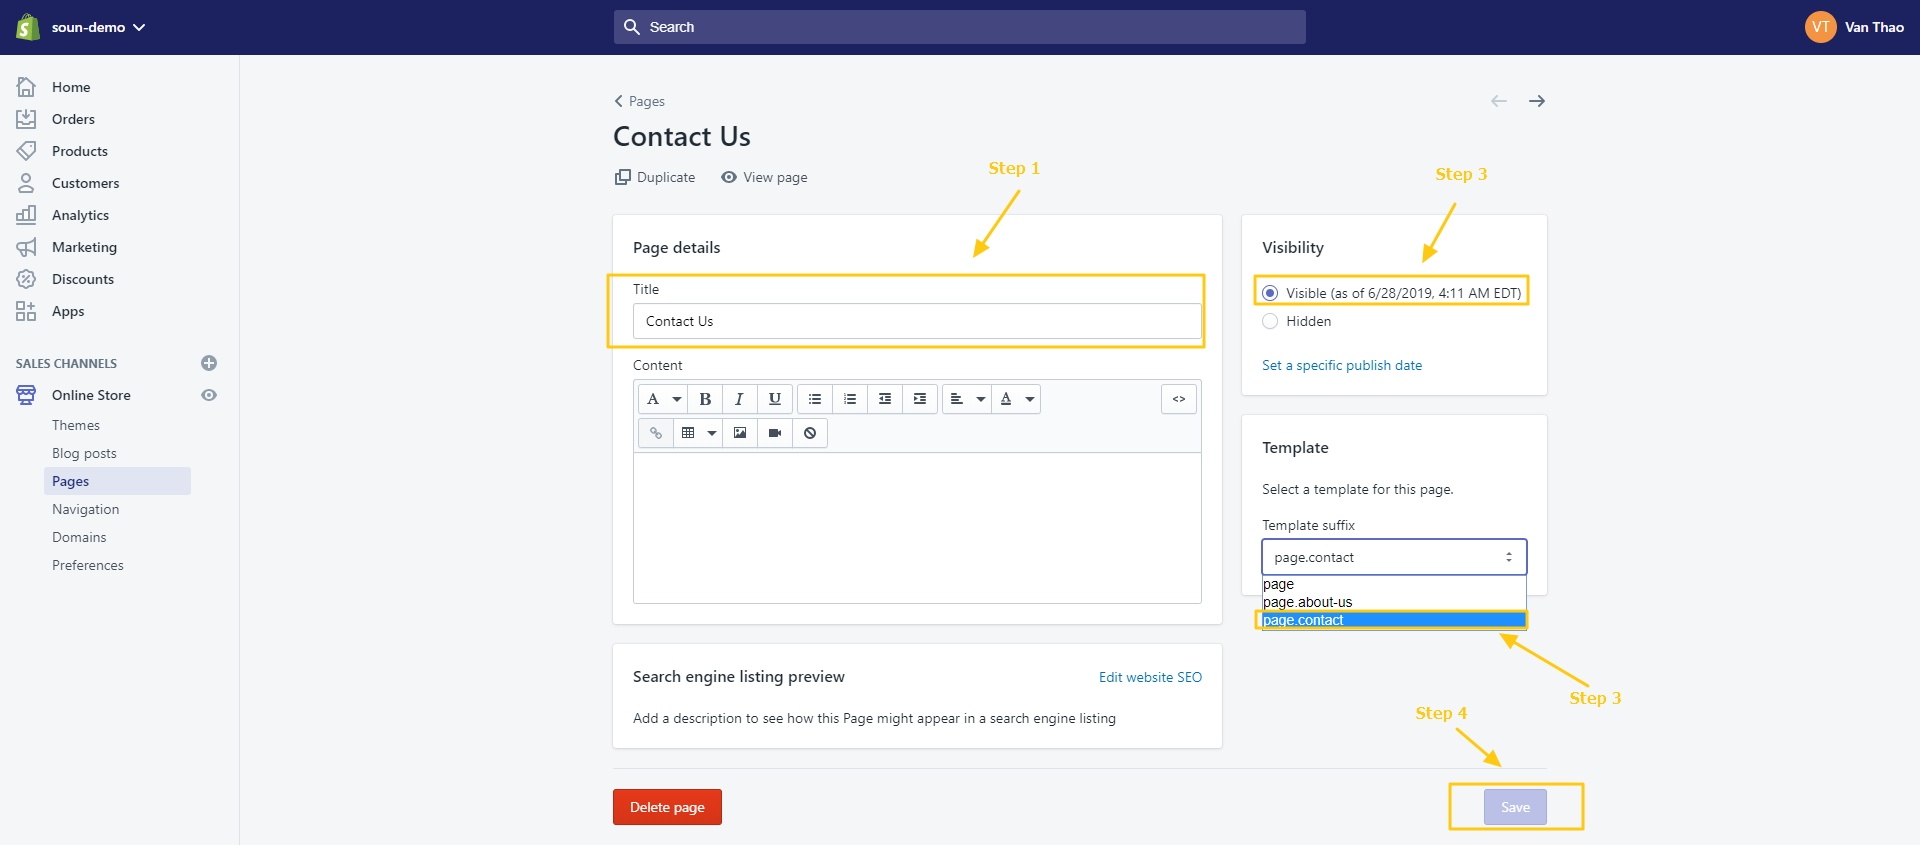 soun-demo
Search
VT Van Thao
Home
Orders
Products
Customers
Analytics
Marketing
Discounts
Apps
SALES CHANNELS
Online Store
Themes
Blog posts
Pages
Navigation
Domains
Preferences
Pages
Contact Us
Duplicate View page
Step 1
Page details
Title
Contact Us
Content
A B I U A <>
Search engine listing preview Edit website SEO
Add a description to see how this Page might appear in a search engine listing
Delete page
Step 3
Visibility
Visible (as of 6/28/2019, 4:11 AM EDT)
Hidden
Set a specific publish date
Template
Select a template for this page.
Template suffix
page.contact
page
page.about-us
page.contact
Step 3
Step 4
Save